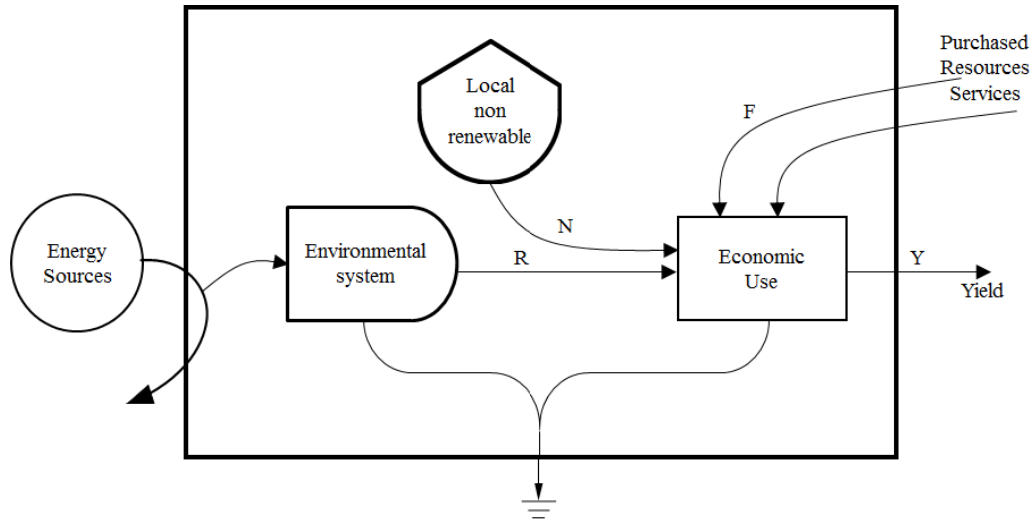 Purchased
Resources
Services
Local
non
renewable
F
Energy
Sources
Environmental
system
N
R
Economic
Use
Y
Yield